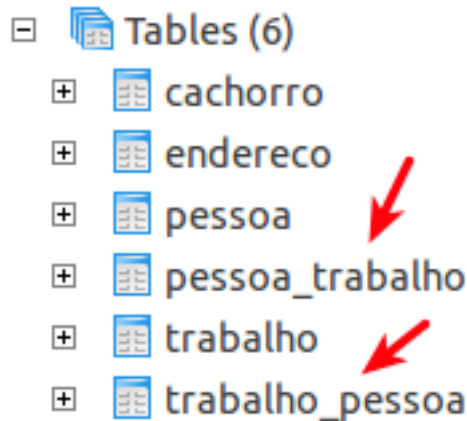 Tables (6)
cachorro
endereco
pessoa
pessoa_trabalho
trabalho
trabalho_pessoa